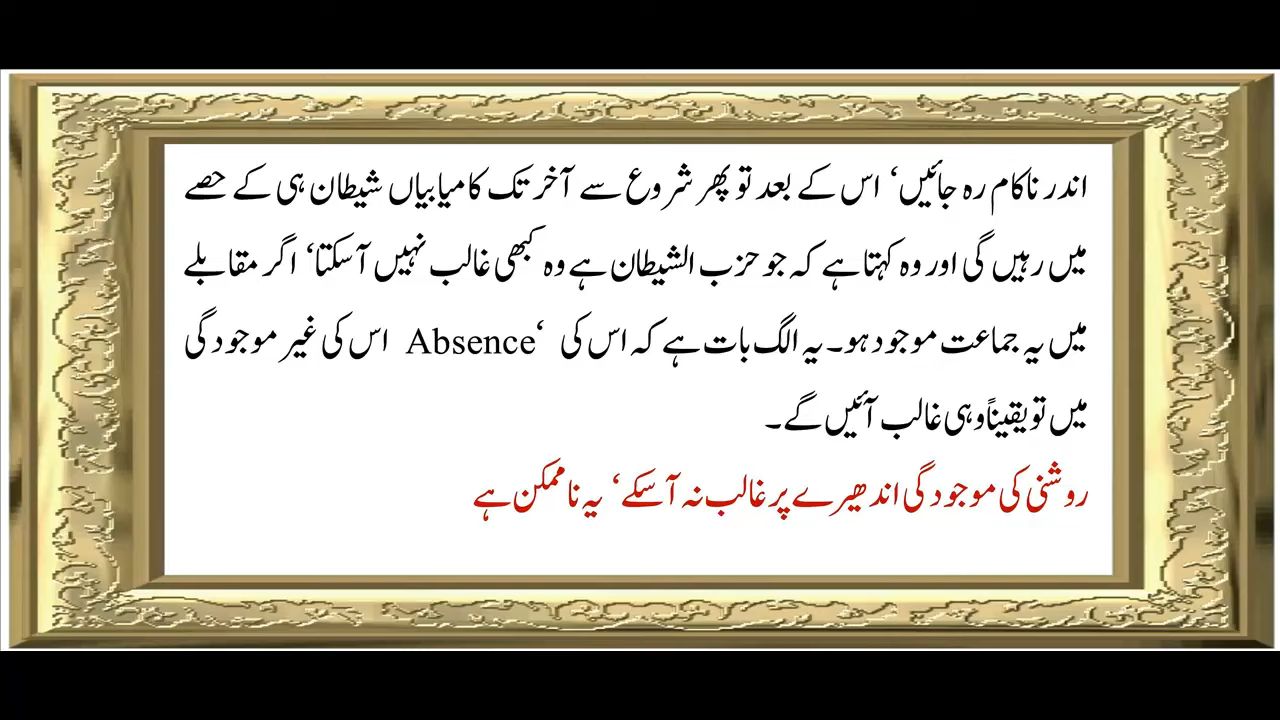 اندر ناکام رہ جائیں‘ اس کے بعد تو پھر شروع سے آخر تک کامیابیاں شیطان ہی کے حصے
میں رہیں گی اور وہ کہتا ہے کہ جو حزب الشیطان ہے وہ کبھی غالب نہیں آ سکتا‘ اگر مقابلے
میں یہ جماعت موجود ہو۔ یہ الگ بات ہے کہ اس کی ‘Absence اس کی غیر موجودگی
میں تو یقیناً وہی غالب آئیں گے۔
روشنی کی موجودگی اندھیرے پر غالب نہ آ سکے‘ یہ ناممکن ہے